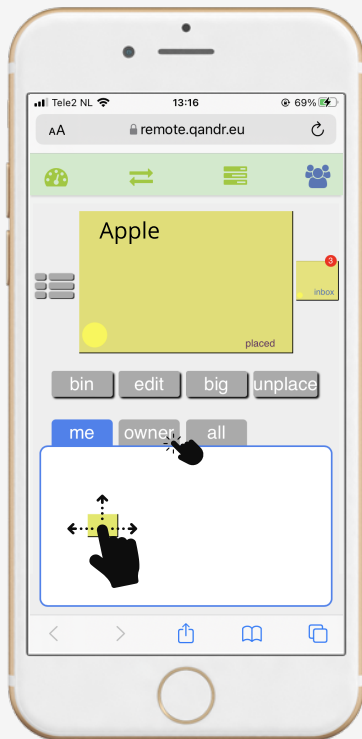 Tele2 NL 13:16 69%
AA remote.qandr.eu
Apple
3
inbox
placed
bin edit big unplace
me owner all